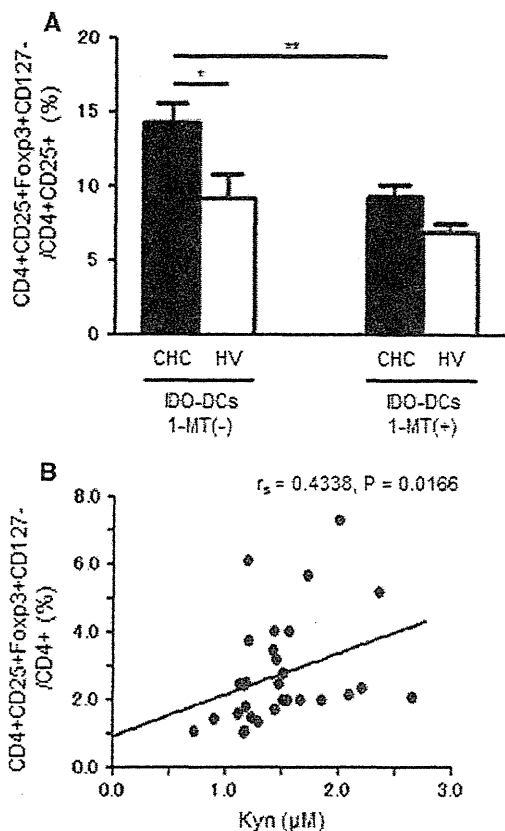 A
CD4+CD25+Foxp3+CD127-
/CD4+CD25+ (%)
20
15
10
5
0
**
*
CHC HV CHC HV
IDO-DCs IDO-DCs
1-MT(-) 1-MT(+)
B
rs = 0.4338, P = 0.0166
CD4+CD25+Foxp3+CD127-
/CD4+ (%)
8.0
6.0
4.0
2.0
0
0.0 1.0 2.0 3.0
Kyn (µM)